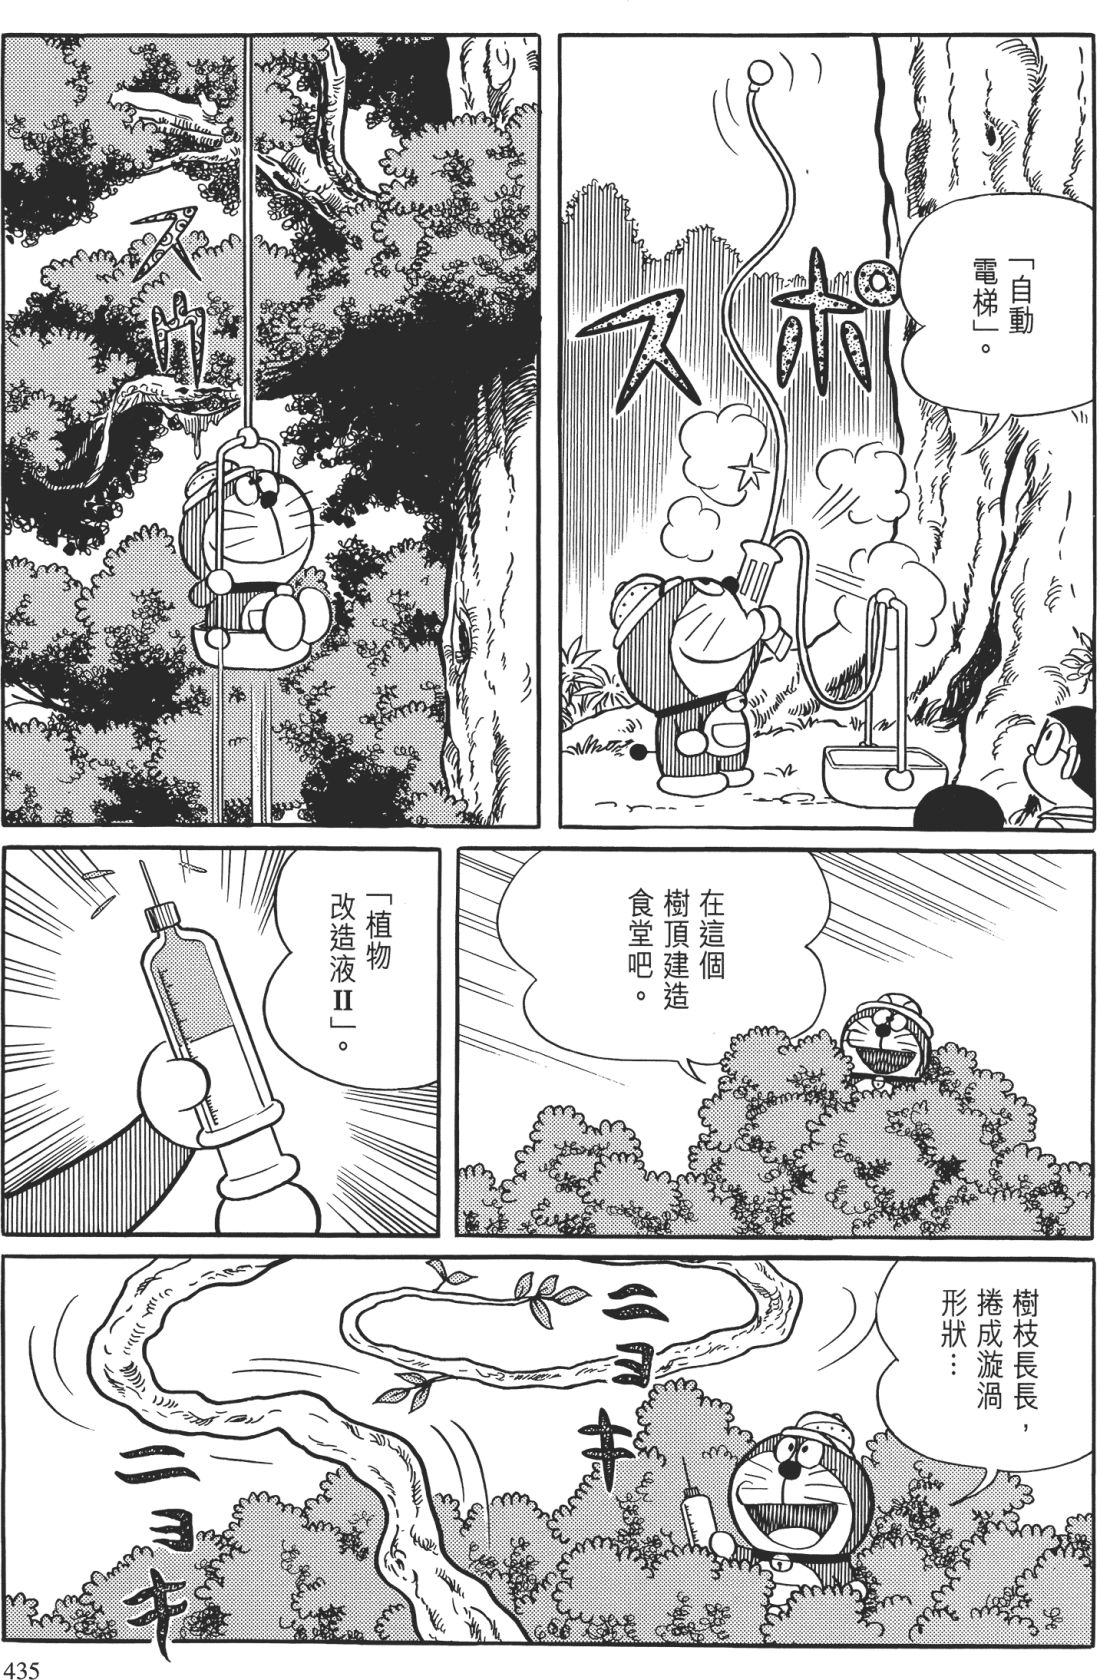 「自動
電梯」。
スポ
スウ
在這個
樹頂建造
食堂吧。
「植物
改造液II」。
樹枝長長，
捲成漩渦
形狀…
ニョキ
ニョキ
435